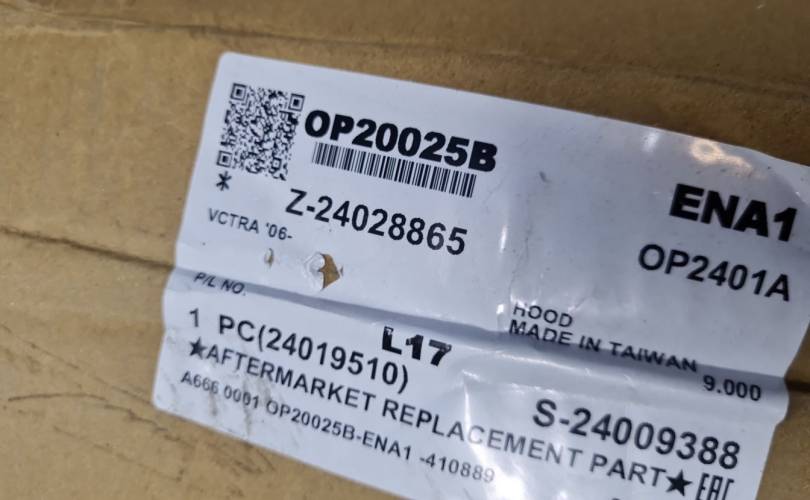 OP20025B
ENA1
*
Z-24028865
OP2401A
VCTRA '06-
P/L NO.
HOOD
MADE IN TAIWAN
9.000
L17
1 PC(24019510)
S-24009388
★AFTERMARKET REPLACEMENT PART★ EAC
A666 0001 OP20025B-ENA1 -410889